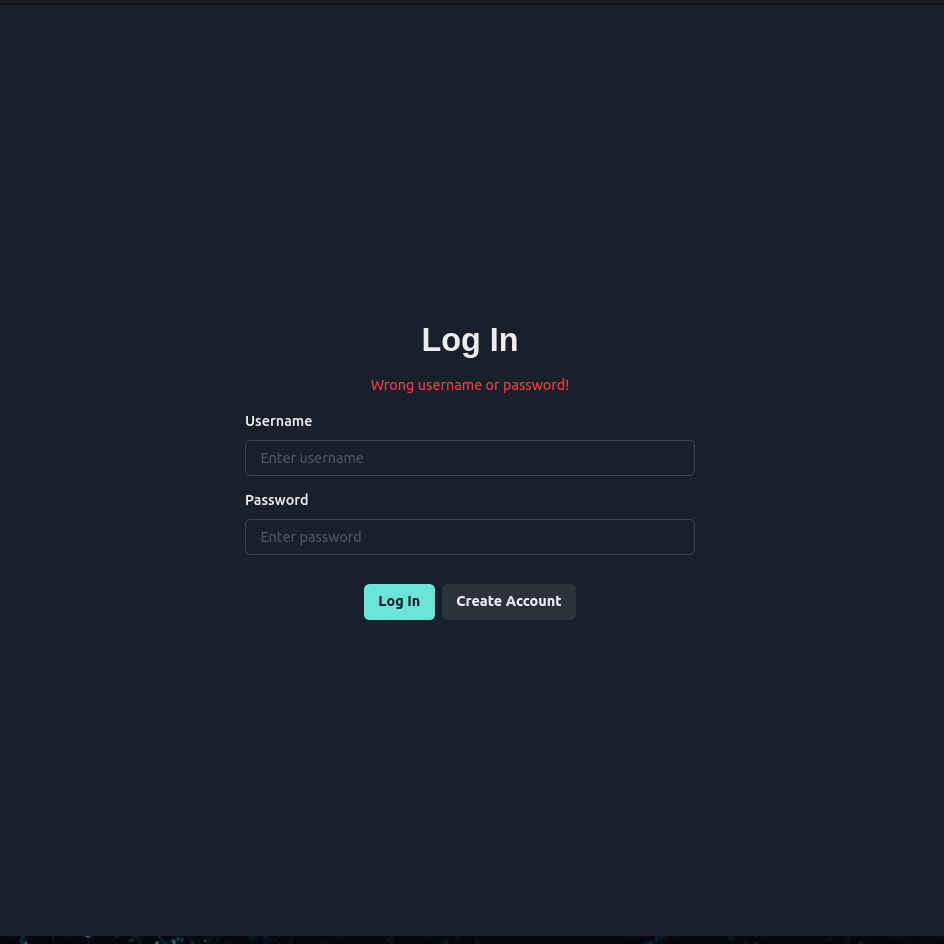 Log In
Wrong username or password!
Username
Enter username
Password
Enter password
Log In Create Account